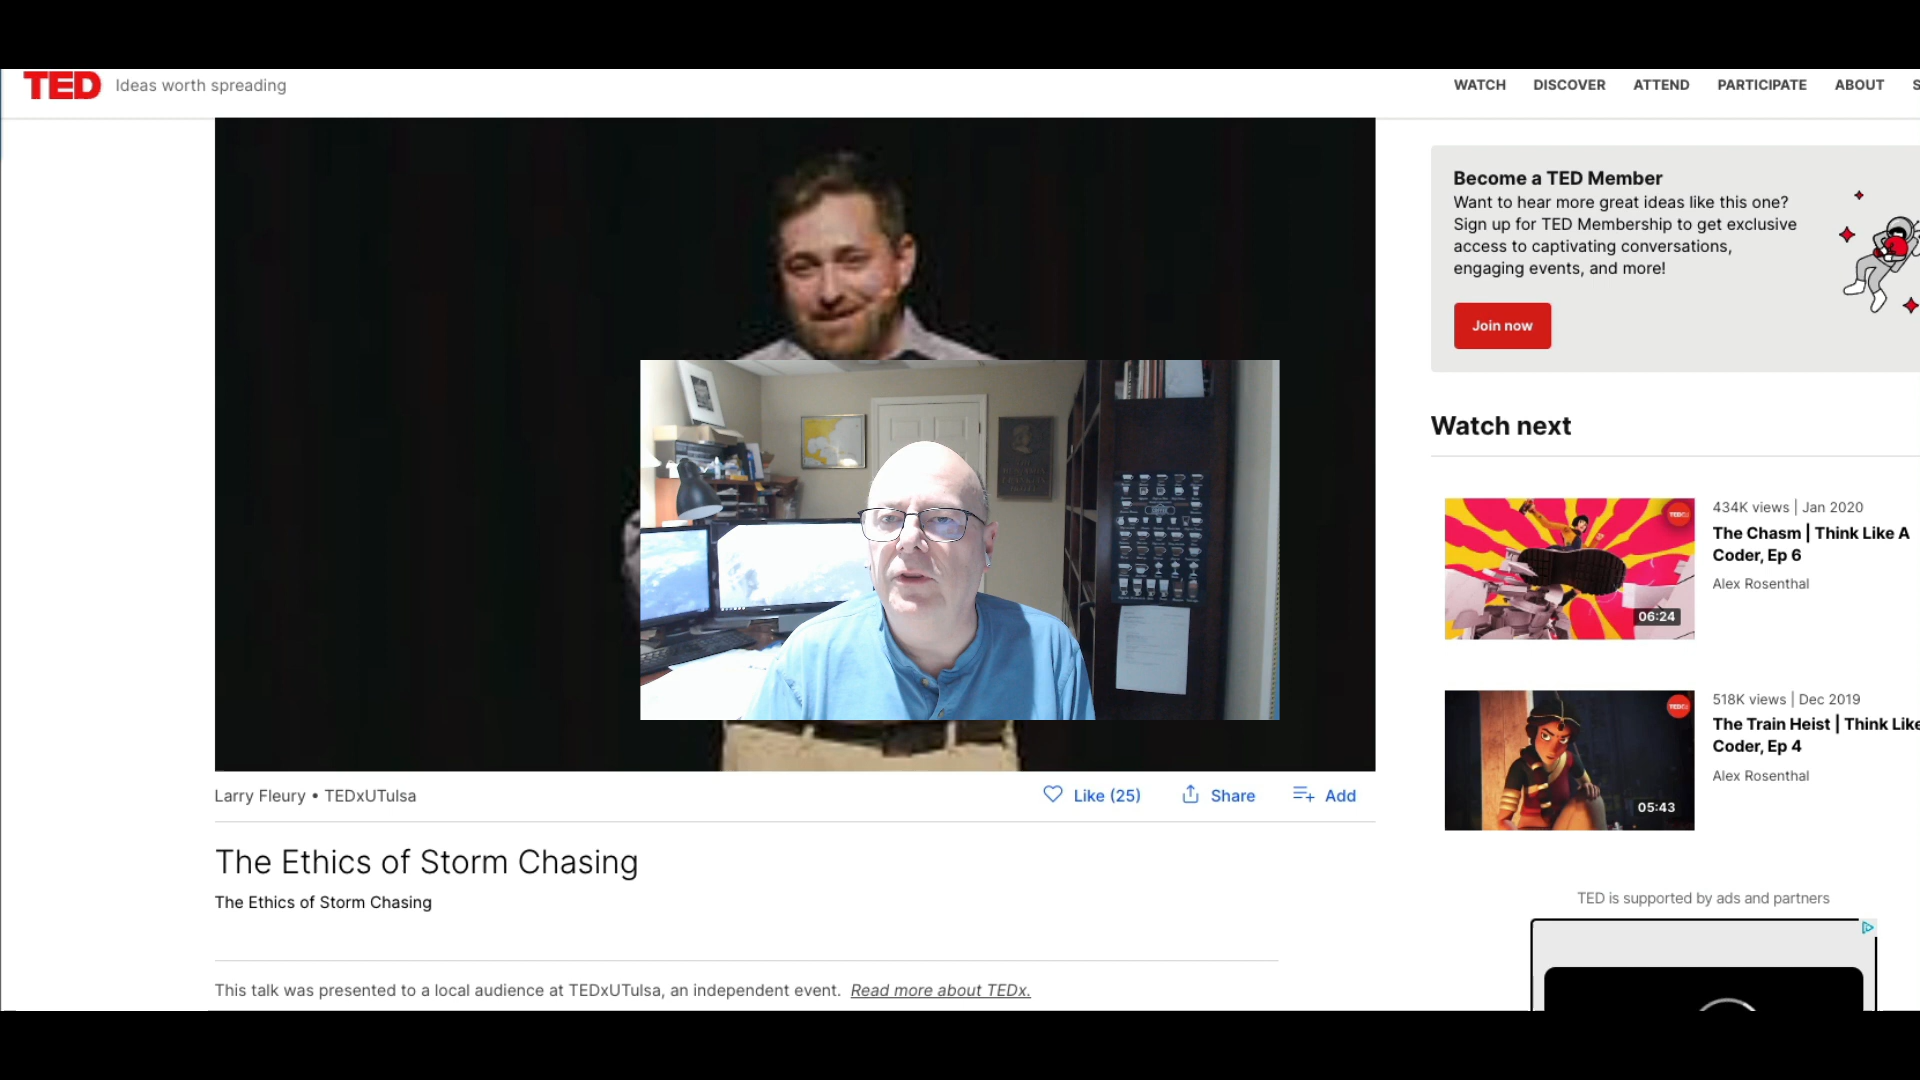 TED Ideas worth spreading
WATCH DISCOVER ATTEND PARTICIPATE ABOUT S
Become a TED Member
Want to hear more great ideas like this one?
Sign up for TED Membership to get exclusive
access to captivating conversations,
engaging events, and more!
Join now
Watch next
434K views | Jan 2020
The Chasm | Think Like A
Coder, Ep 6
Alex Rosenthal
06:24
518K views | Dec 2019
The Train Heist | Think Like
Coder, Ep 4
Alex Rosenthal
05:43
Larry Fleury • TEDxUTulsa
Like (25) Share Add
The Ethics of Storm Chasing
The Ethics of Storm Chasing
This talk was presented to a local audience at TEDxUTulsa, an independent event. Read more about TEDx.
TED is supported by ads and partners